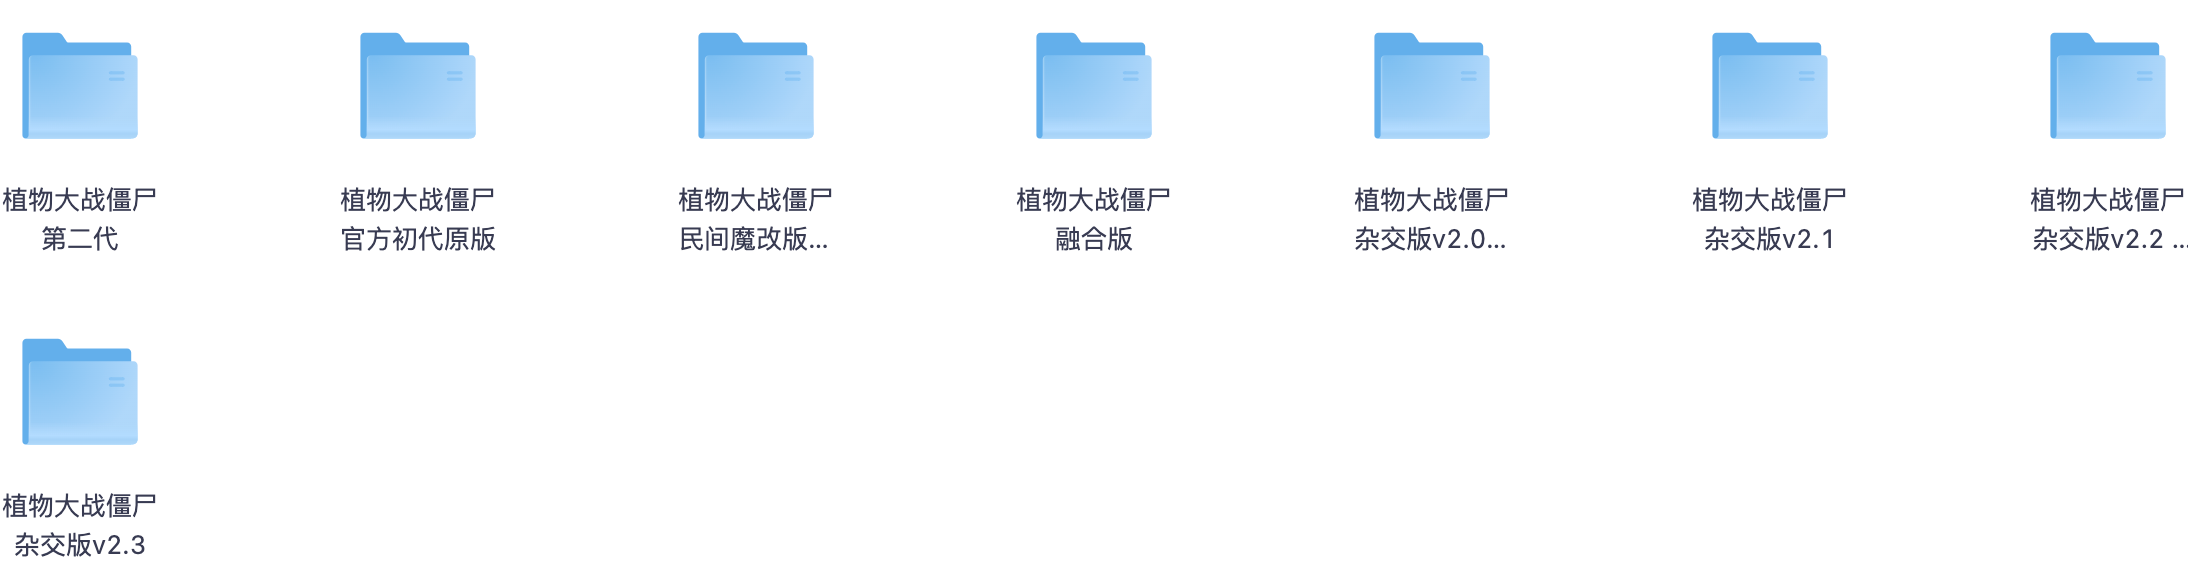 植物大战僵尸
第二代
植物大战僵尸
官方初代原版
植物大战僵尸
民间魔改版...
植物大战僵尸
融合版
植物大战僵尸
杂交版v2.0...
植物大战僵尸
杂交版v2.1
植物大战僵尸
杂交版v2.2 ...
植物大战僵尸
杂交版v2.3